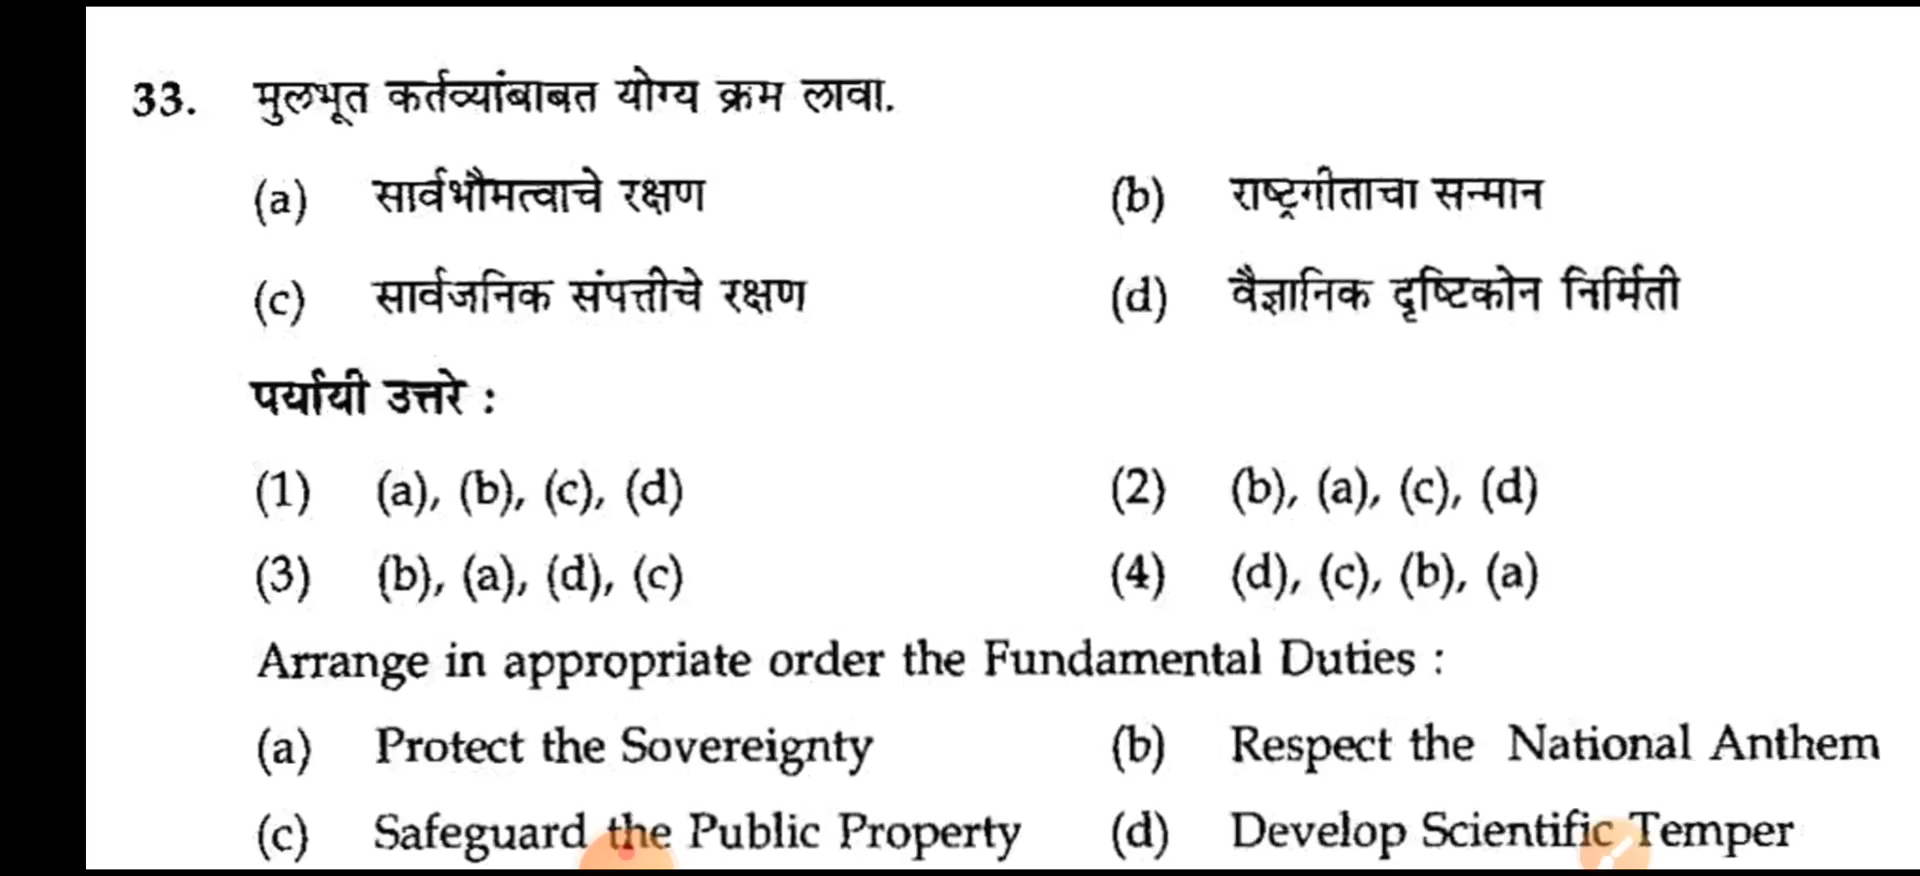 33. मुलभूत कर्तव्यांबाबत योग्य क्रम लावा.
(a) सार्वभौमत्वाचे रक्षण (b) राष्ट्रगीताचा सन्मान
(c) सार्वजनिक संपत्तीचे रक्षण (d) वैज्ञानिक दृष्टिकोन निर्मिती
पर्यायी उत्तरे :
(1) (a), (b), (c), (d) (2) (b), (a), (c), (d)
(3) (b), (a), (d), (c) (4) (d), (c), (b), (a)
Arrange in appropriate order the Fundamental Duties :
(a) Protect the Sovereignty (b) Respect the National Anthem
(c) Safeguard the Public Property (d) Develop Scientific Temper